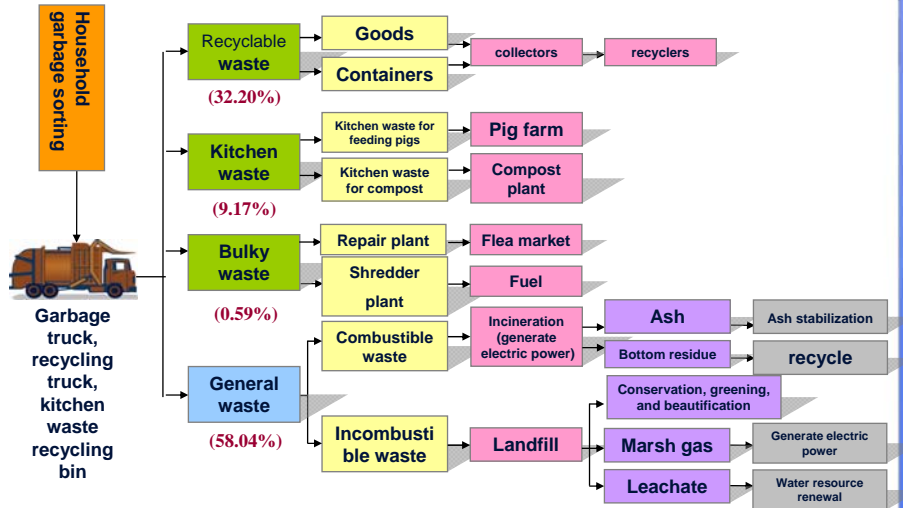 Household
garbage sorting
Garbage
truck,
recycling
truck,
kitchen
waste
recycling
bin
Recyclable
waste
(32.20%)
Goods
Containers
collectors
recyclers
Kitchen
waste
(9.17%)
Kitchen waste for
feeding pigs
Pig farm
Kitchen waste
for compost
Compost
plant
Bulky
waste
(0.59%)
Repair plant
Flea market
Shredder
plant
Fuel
General
waste
(58.04%)
Combustible
waste
Incineration
(generate
electric power)
Ash
Ash stabilization
Bottom residue
recycle
Incombusti
ble waste
Landfill
Conservation, greening,
and beautification
Marsh gas
Generate electric
power
Leachate
Water resource
renewal